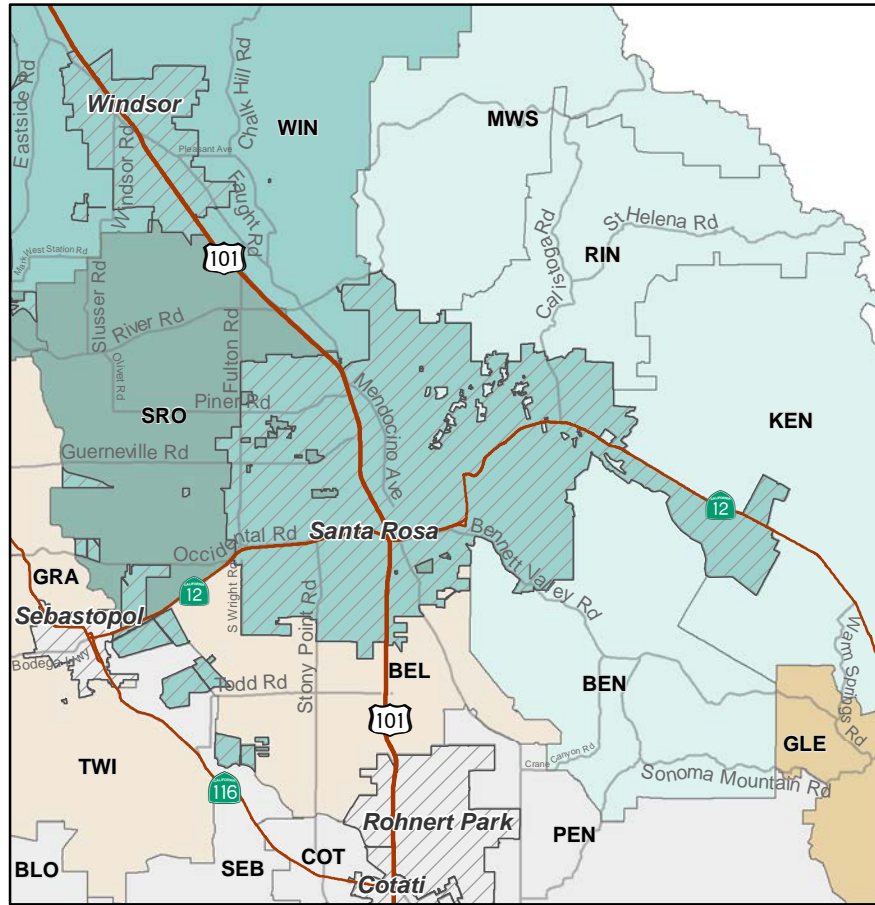 Eastside Rd
Windsor
Windsor Rd
Pleasant Ave
Chalk Hill Rd
WIN
MWS
Faught Rd
Mark West Station Rd
101
Calistoga Rd
St Helena Rd
RIN
Slusser Rd
River Rd
Olivet Rd
Fulton Rd
SRO
Piner Rd
Mendocino Ave
KEN
Guerneville Rd
CALIFORNIA
12
Occidental Rd
Santa Rosa
Bennett Valley Rd
GRA
CALIFORNIA
12
S Wright Rd
Sebastopol
Stony Point Rd
Warm Springs Rd
Bodega Hwy
Todd Rd
BEL
BEN
101
GLE
Crane Canyon Rd
TWI
Sonoma Mountain Rd
CALIFORNIA
116
Rohnert Park
PEN
BLO
SEB
COT
Cotati